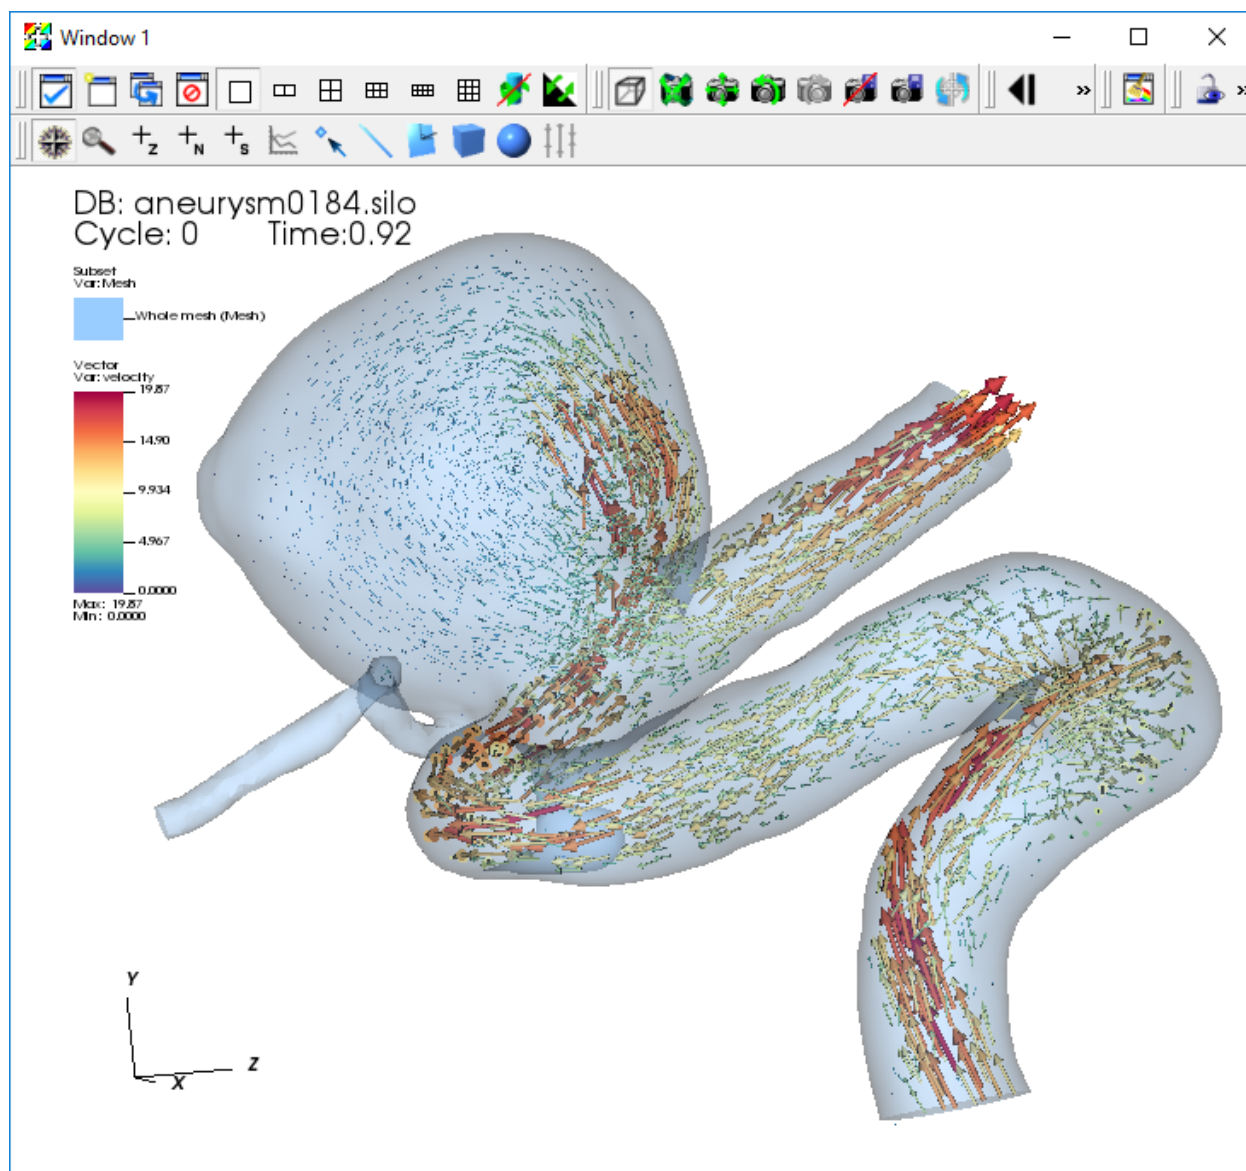 Window 1
Z
N
S
DB: aneurysm0184.silo
Cycle: 0 Time:0.92
Subset
Var: Mesh
Whole mesh (Mesh)
Vector
Var: velocity
19.87
14.90
9.934
4.967
0.0000
Max: 19.87
Min: 0.0000
Y
Z
X